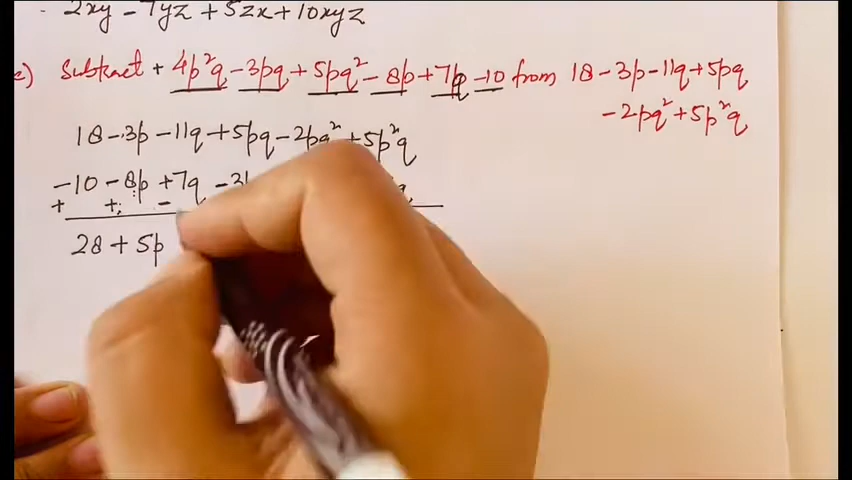 - 2xy - 7yz + 5zx + 10xyz
e) Subtract + 4p²q - 3pq + 5pq² - 8p + 7q - 10 from 18 - 3p - 11q + 5pq
- 2pq² + 5p²q
18 - 3p - 11q + 5pq - 2pq² + 5p²q
- 10 - 8p + 7q - 3
+ + -
28 + 5p